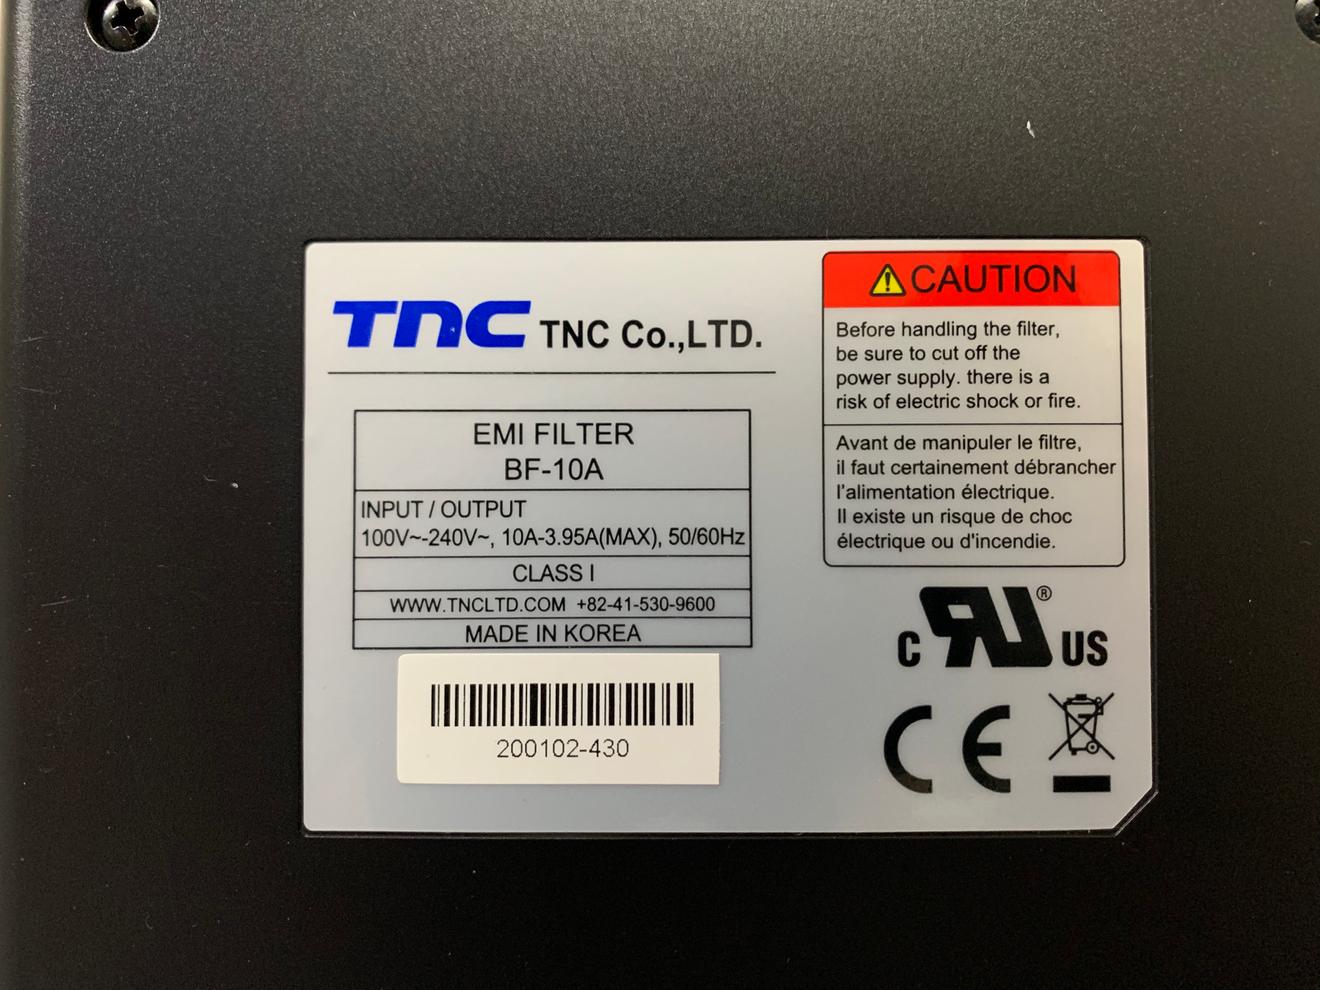 TNC TNC Co.,LTD.
EMI FILTER
BF-10A
INPUT / OUTPUT
100V~-240V~, 10A-3.95A(MAX), 50/60Hz
CLASS I
WWW.TNCLTD.COM +82-41-530-9600
MADE IN KOREA
200102-430
CAUTION
Before handling the filter,
be sure to cut off the
power supply. there is a
risk of electric shock or fire.
Avant de manipuler le filtre,
il faut certainement débrancher
l'alimentation électrique.
Il existe un risque de choc
électrique ou d'incendie.
C RU® US
CE